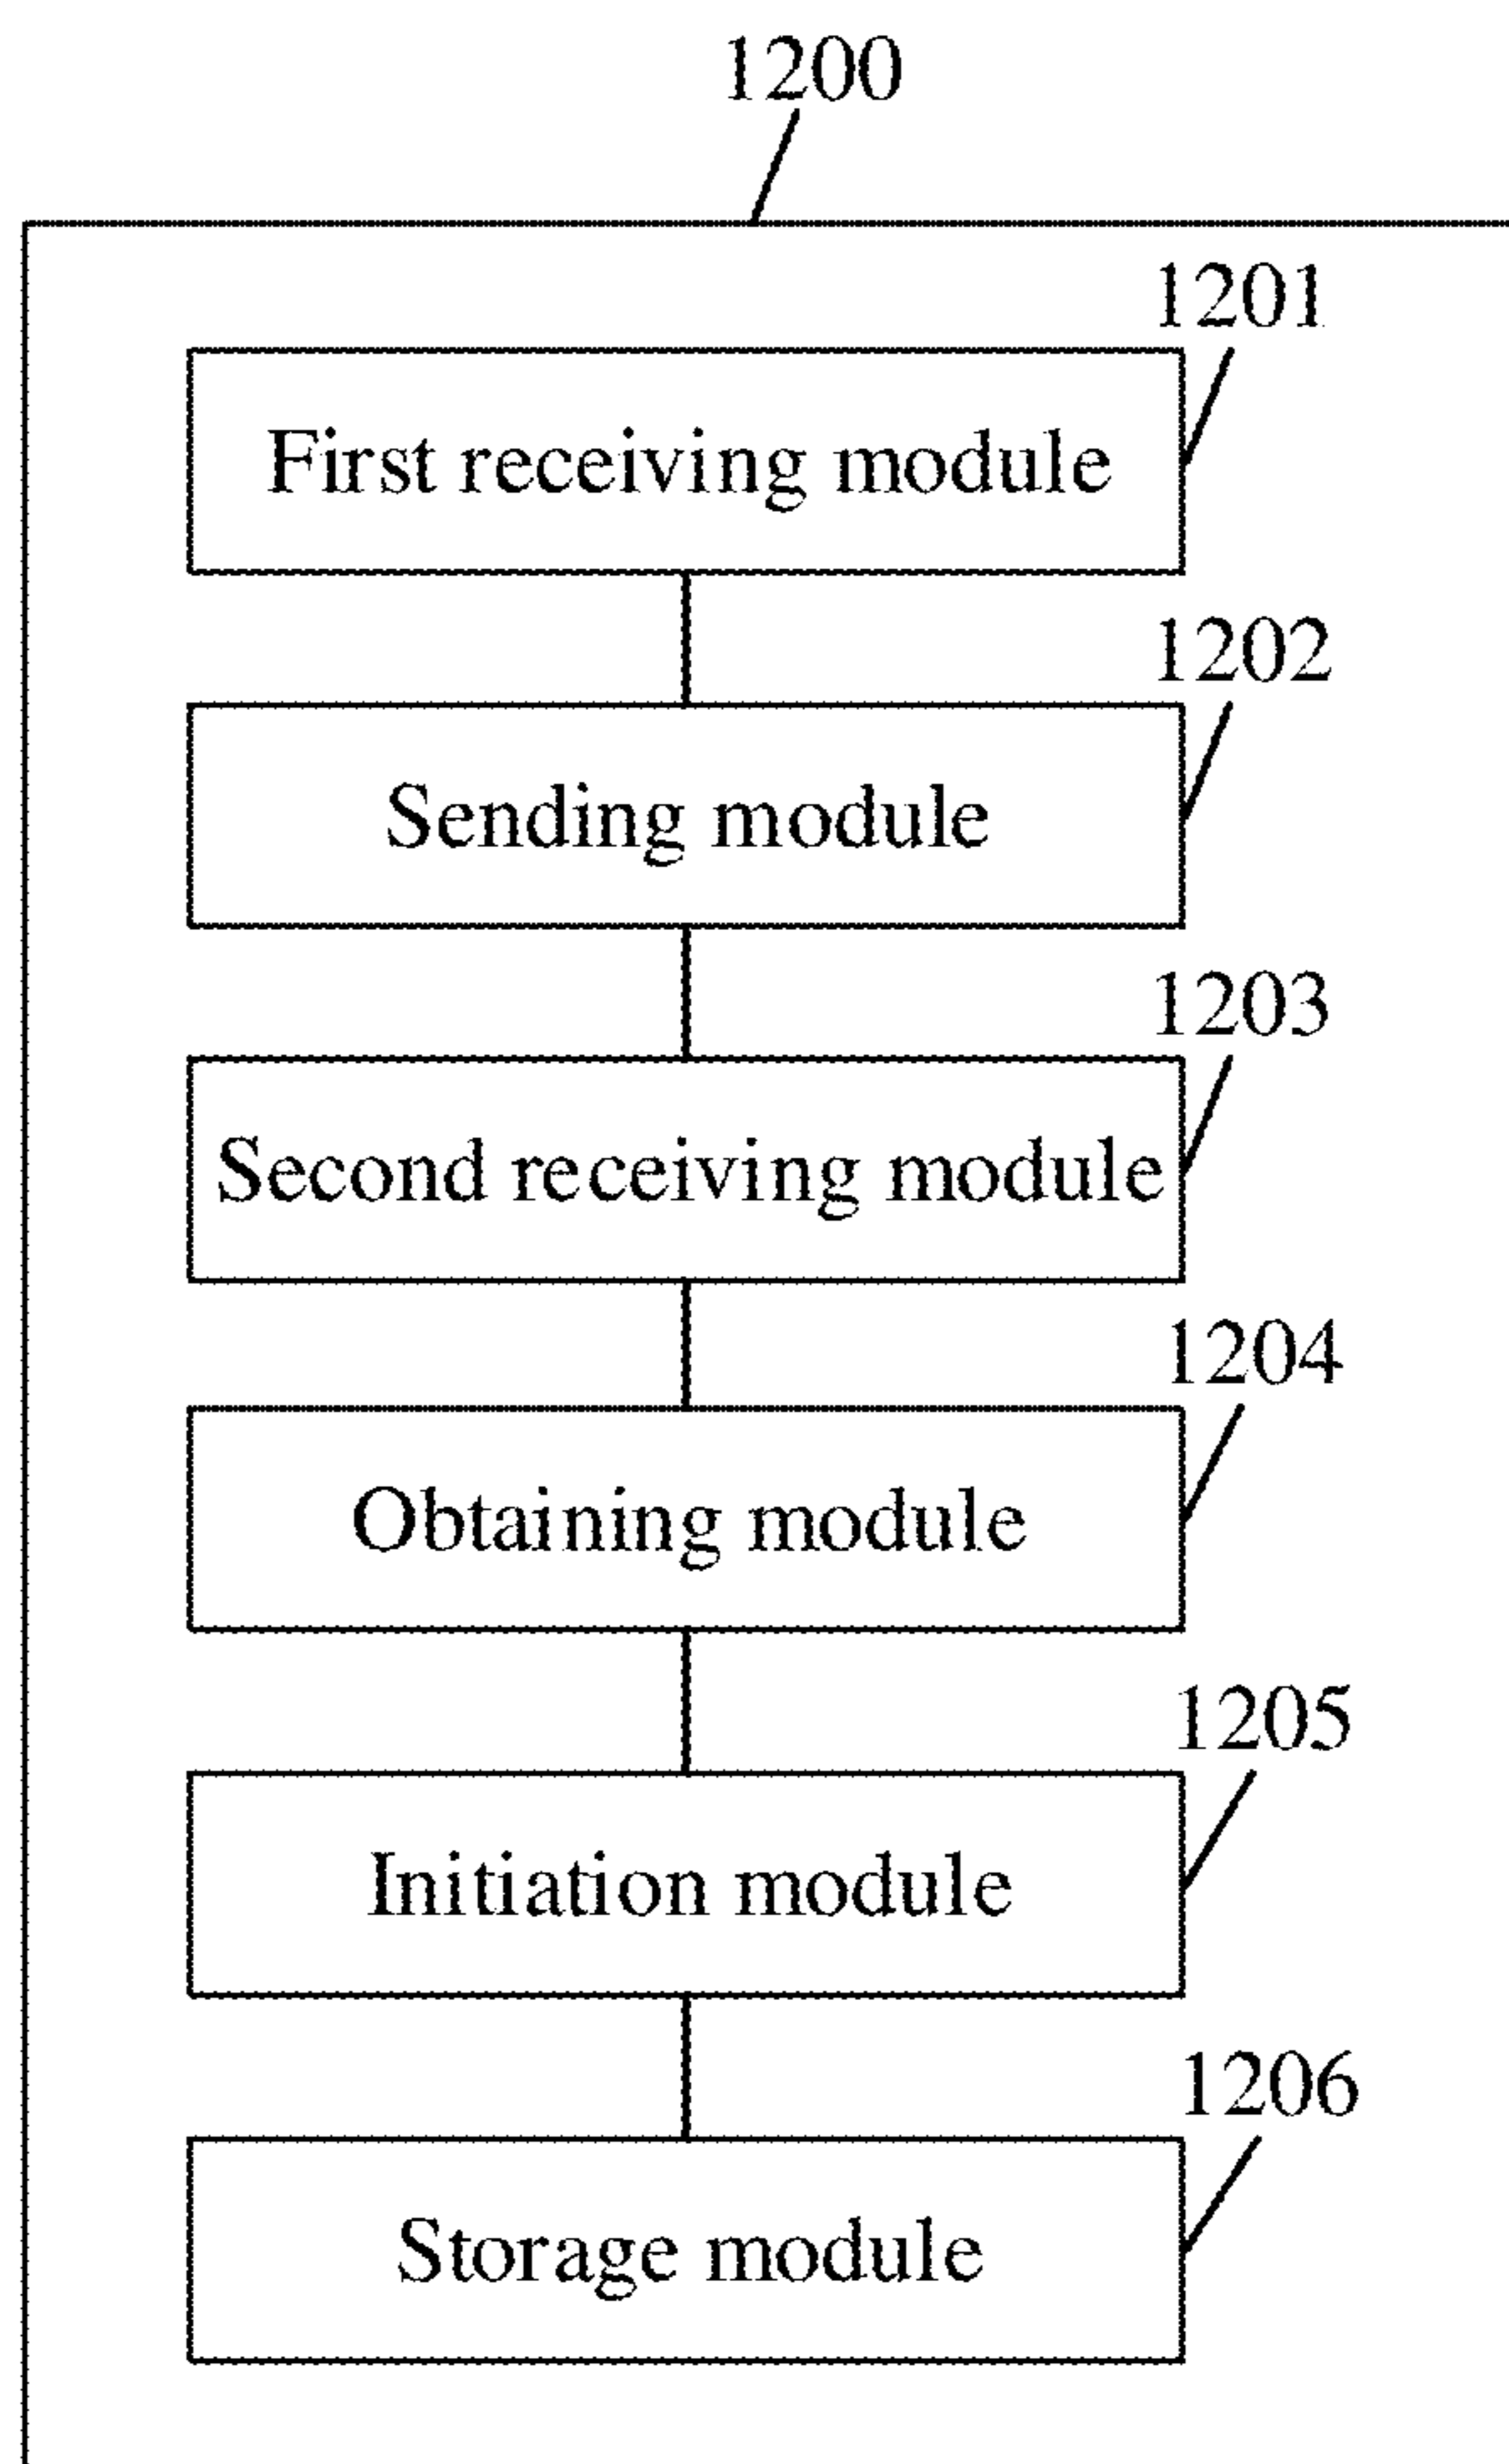 1200
1201
First receiving module
1202
Sending module
1203
Second receiving module
1204
Obtaining module
1205
Initiation module
1206
Storage module